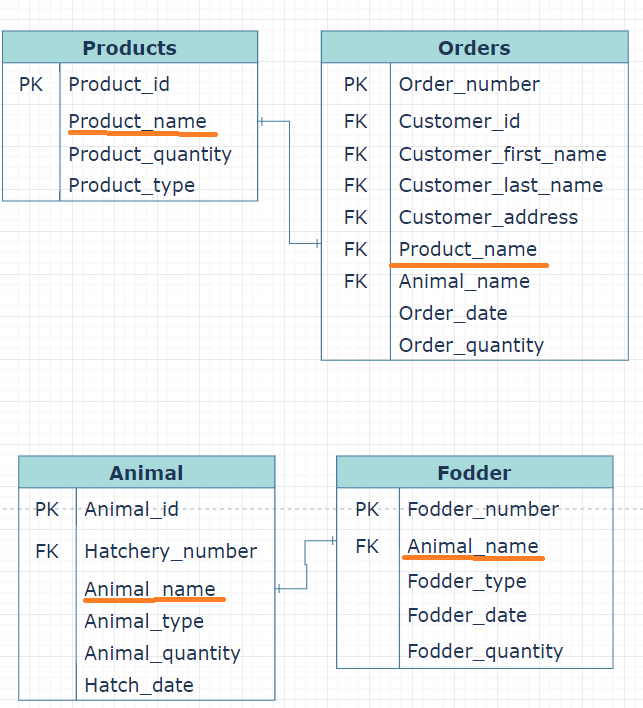 Products
PK Product_id
Product_name
Product_quantity
Product_type
Orders
PK Order_number
FK Customer_id
FK Customer_first_name
FK Customer_last_name
FK Customer_address
FK Product_name
FK Animal_name
Order_date
Order_quantity
Animal
PK Animal_id
FK Hatchery_number
Animal_name
Animal_type
Animal_quantity
Hatch_date
Fodder
PK Fodder_number
FK Animal_name
Fodder_type
Fodder_date
Fodder_quantity